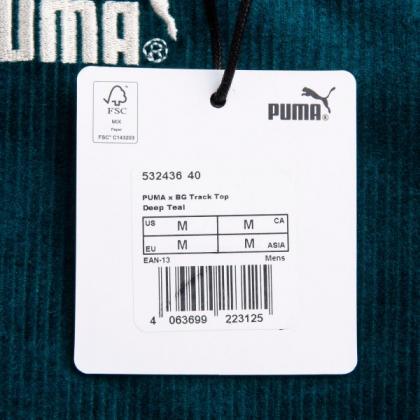 PUMA®
FSC
MIX
Paper
FSC® C143203
PUMA®
532436 40
PUMA x BG Track Top
Deep Teal
US M M CA
EU M M ASIA
EAN-13 Mens
4 063699 223125